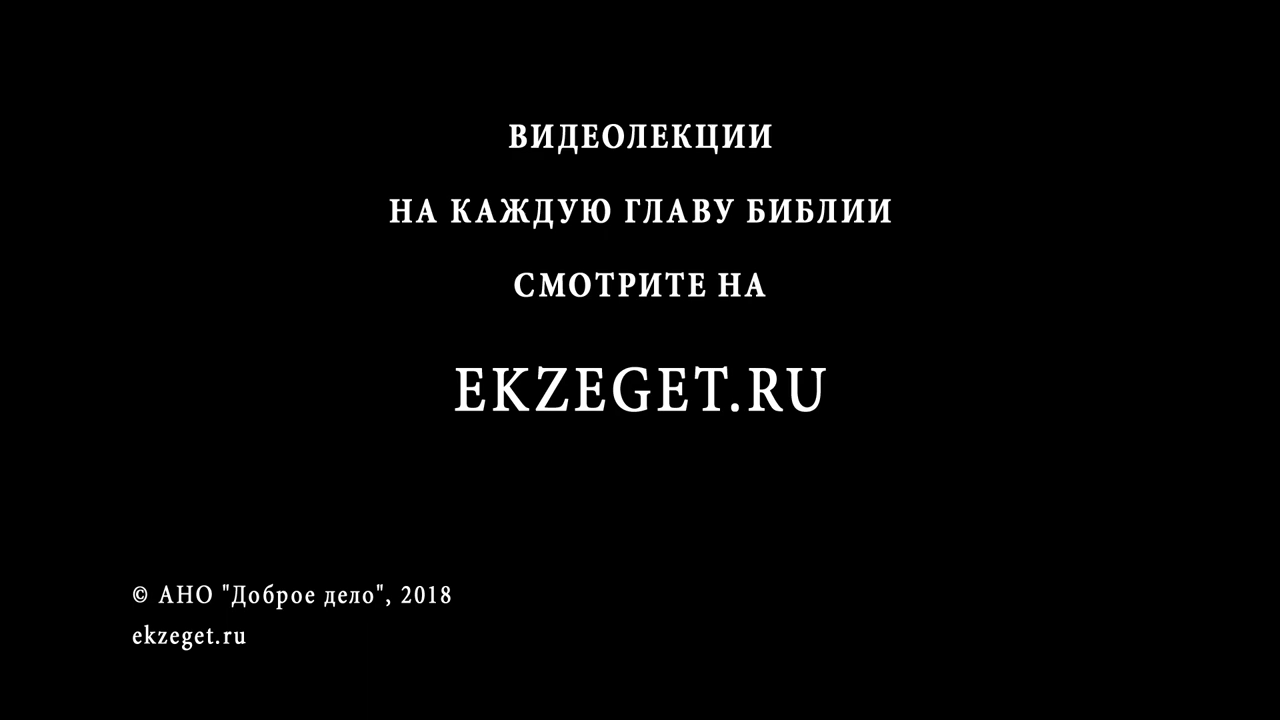 ВИДЕОЛЕКЦИИ
НА КАЖДУЮ ГЛАВУ БИБЛИИ
СМОТРИТЕ НА
EKZEGET.RU
© АНО "Доброе дело", 2018
ekzeget.ru